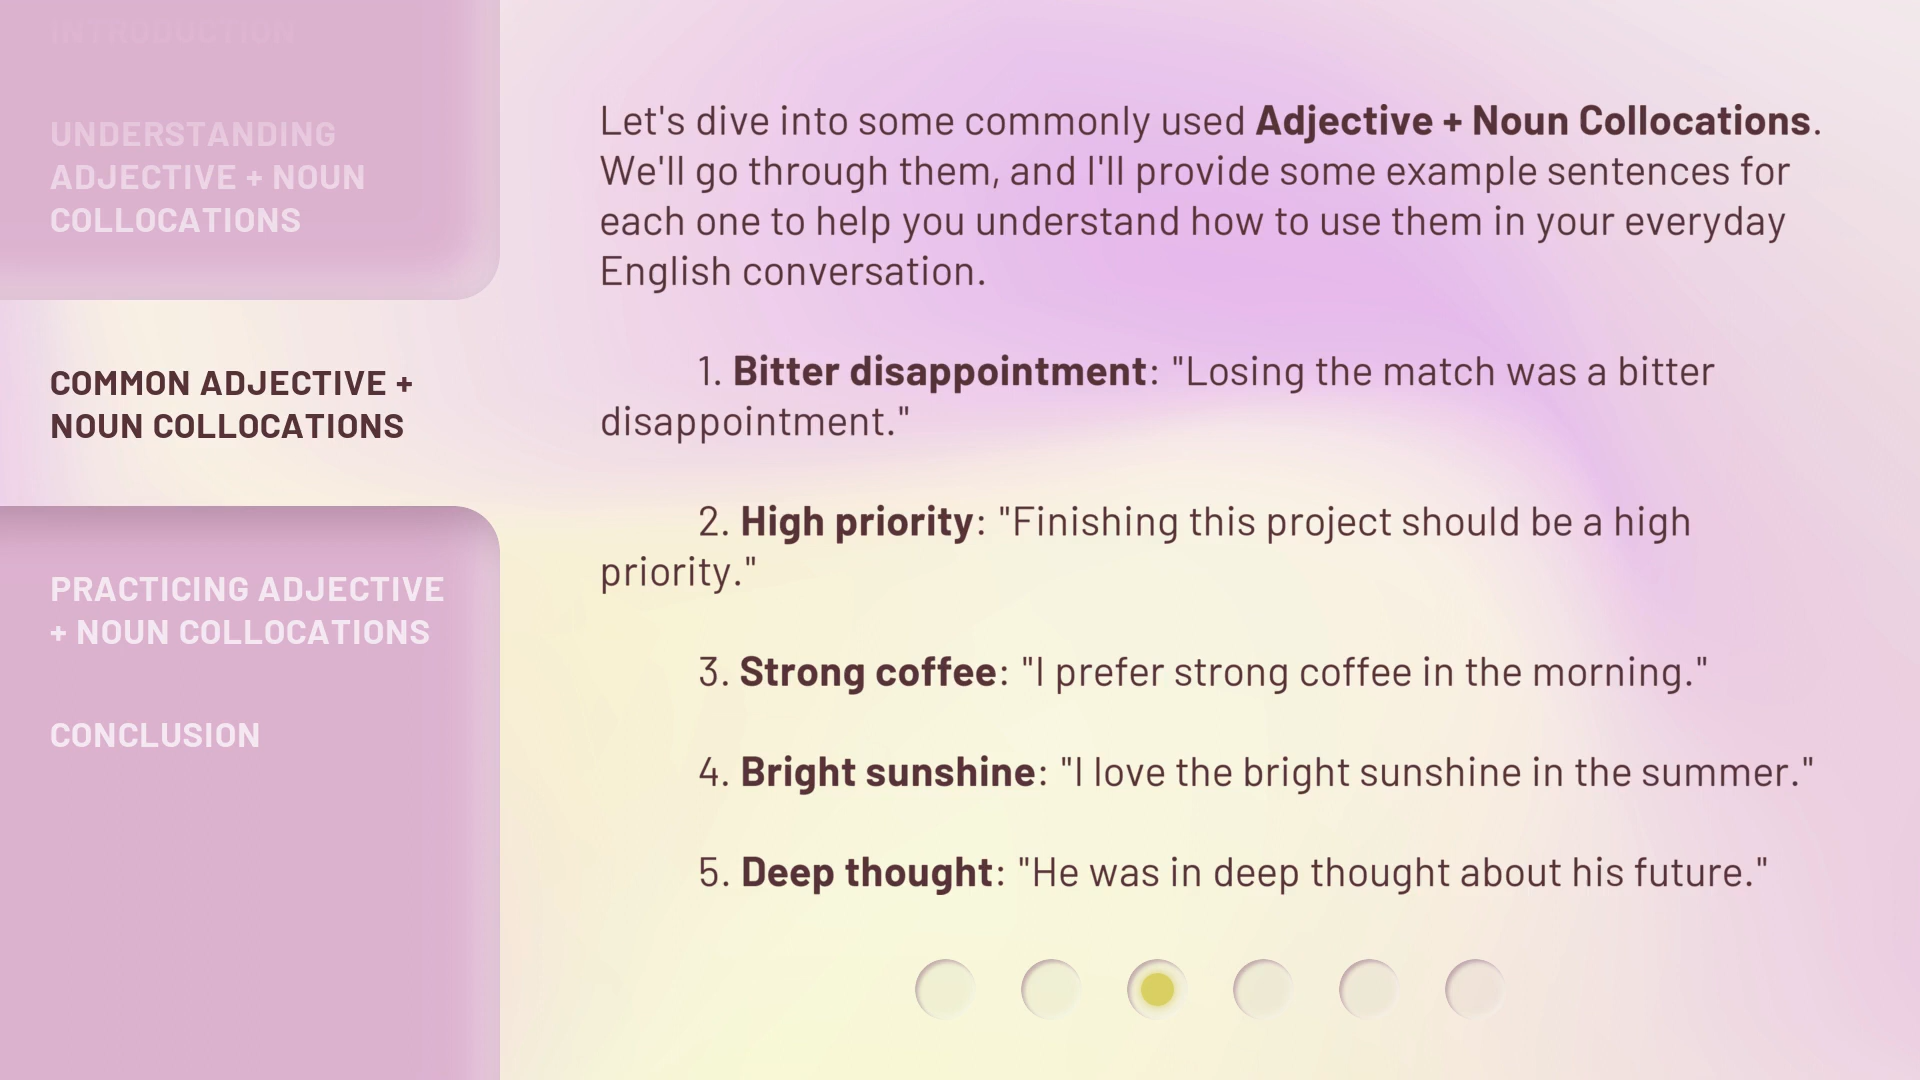 INTRODUCTION
UNDERSTANDING
ADJECTIVE + NOUN
COLLOCATIONS
COMMON ADJECTIVE +
NOUN COLLOCATIONS
PRACTICING ADJECTIVE
+ NOUN COLLOCATIONS
CONCLUSION
Let's dive into some commonly used Adjective + Noun Collocations.
We'll go through them, and I'll provide some example sentences for
each one to help you understand how to use them in your everyday
English conversation.
1. Bitter disappointment: "Losing the match was a bitter
disappointment."
2. High priority: "Finishing this project should be a high
priority."
3. Strong coffee: "I prefer strong coffee in the morning."
4. Bright sunshine: "I love the bright sunshine in the summer."
5. Deep thought: "He was in deep thought about his future."